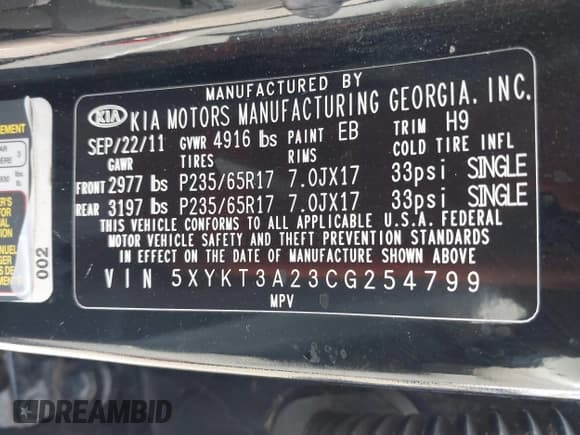 MANUFACTURED BY
KIA KIA MOTORS MANUFACTURING GEORGIA, INC.
SEP/22/11 GVWR 4916 lbs PAINT EB TRIM H9
GAWR TIRES RIMS COLD TIRE INFL
FRONT 2977 lbs P235/65R17 7.0JX17 33psi SINGLE
REAR 3197 lbs P235/65R17 7.0JX17 33psi SINGLE
THIS VEHICLE CONFORMS TO ALL APPLICABLE U.S.A. FEDERAL
MOTOR VEHICLE SAFETY AND THEFT PREVENTION STANDARDS
IN EFFECT ON THE DATE OF MANUFACTURE SHOWN ABOVE
VIN 5XYKT3A23CG254799
MPV
002
DREAMBID